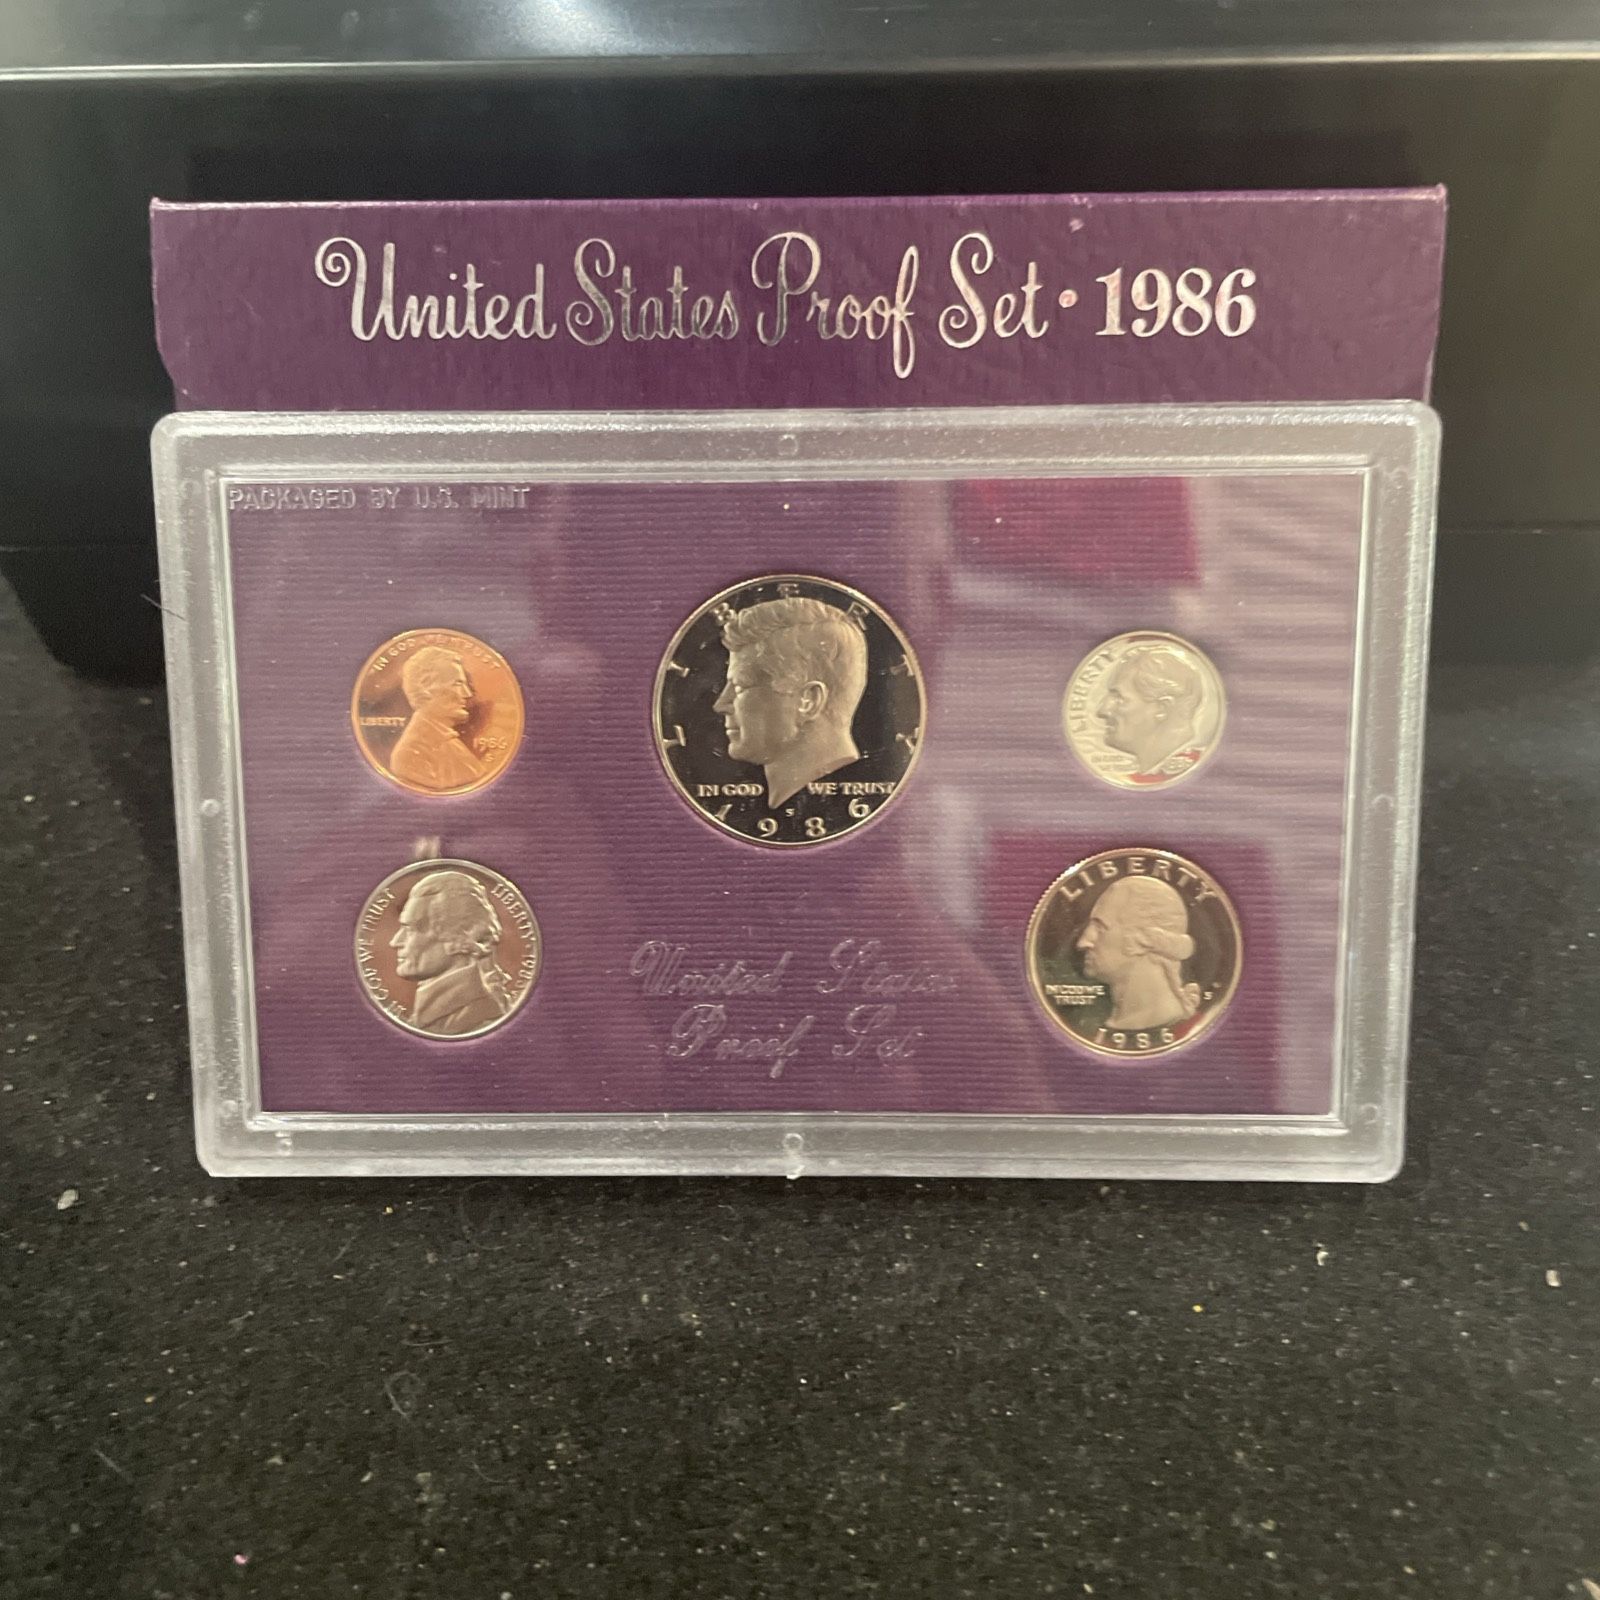 United States Proof Set · 1986
PACKAGED BY U.S. MINT
IN GOD WE TRUST
LIBERTY
1986
S
LIBERTY
IN GOD WE TRUST
S
1986
LIBERTY
IN GOD WE TRUST
LIBERTY
LIBERTY
IN GOD WE
TRUST
S
1986
United States
Proof Set